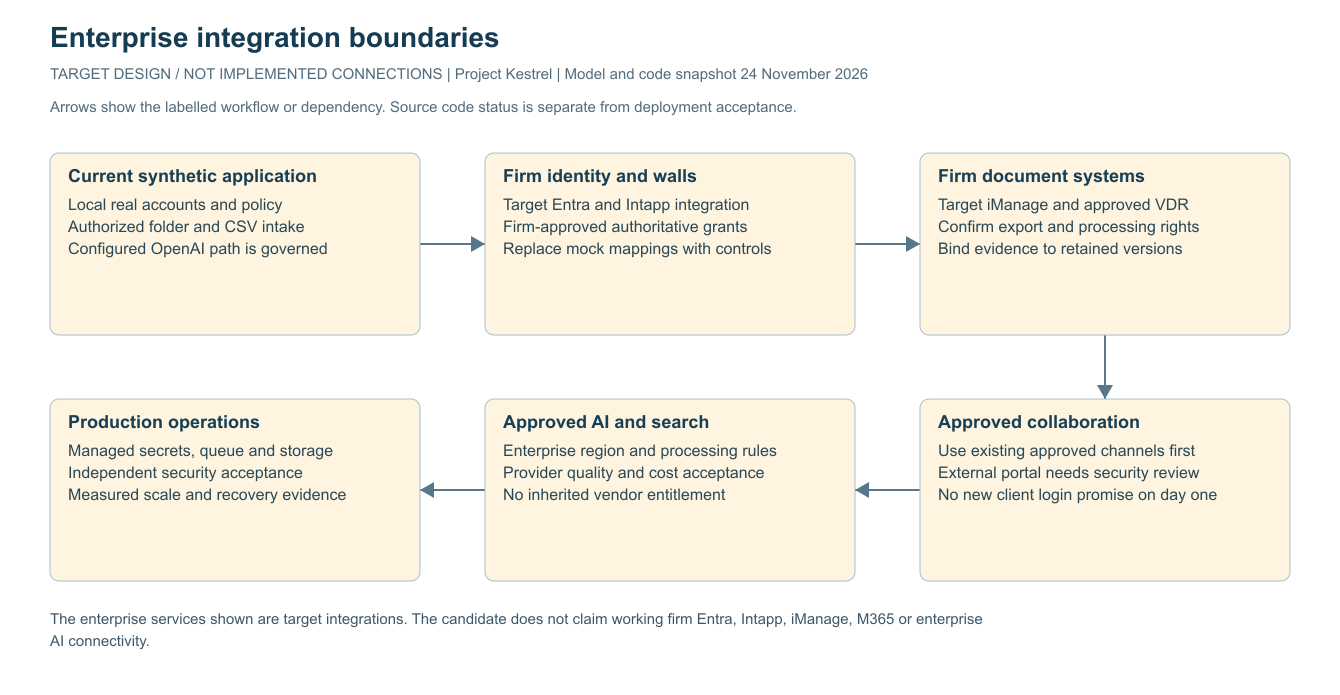 Enterprise integration boundaries
TARGET DESIGN / NOT IMPLEMENTED CONNECTIONS | Project Kestrel | Model and code snapshot 24 November 2026
Arrows show the labelled workflow or dependency. Source code status is separate from deployment acceptance.
Current synthetic application
Local real accounts and policy
Authorized folder and CSV intake
Configured OpenAI path is governed
Firm identity and walls
Target Entra and Intapp integration
Firm-approved authoritative grants
Replace mock mappings with controls
Firm document systems
Target iManage and approved VDR
Confirm export and processing rights
Bind evidence to retained versions
Production operations
Managed secrets, queue and storage
Independent security acceptance
Measured scale and recovery evidence
Approved AI and search
Enterprise region and processing rules
Provider quality and cost acceptance
No inherited vendor entitlement
Approved collaboration
Use existing approved channels first
External portal needs security review
No new client login promise on day one
The enterprise services shown are target integrations. The candidate does not claim working firm Entra, Intapp, iManage, M365 or enterprise
AI connectivity.